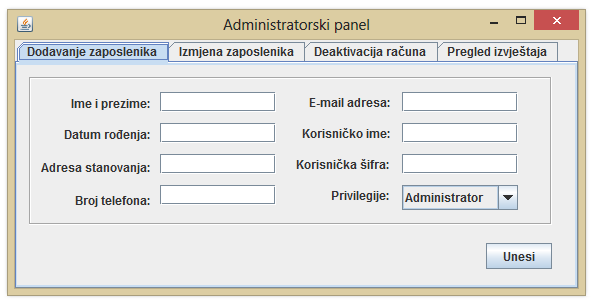 Administratorski panel
Dodavanje zaposlenika Izmjena zaposlenika Deaktivacija računa Pregled izvještaja
Ime i prezime: E-mail adresa:
Datum rođenja: Korisničko ime:
Adresa stanovanja: Korisnička šifra:
Broj telefona: Privilegije: Administrator
Unesi